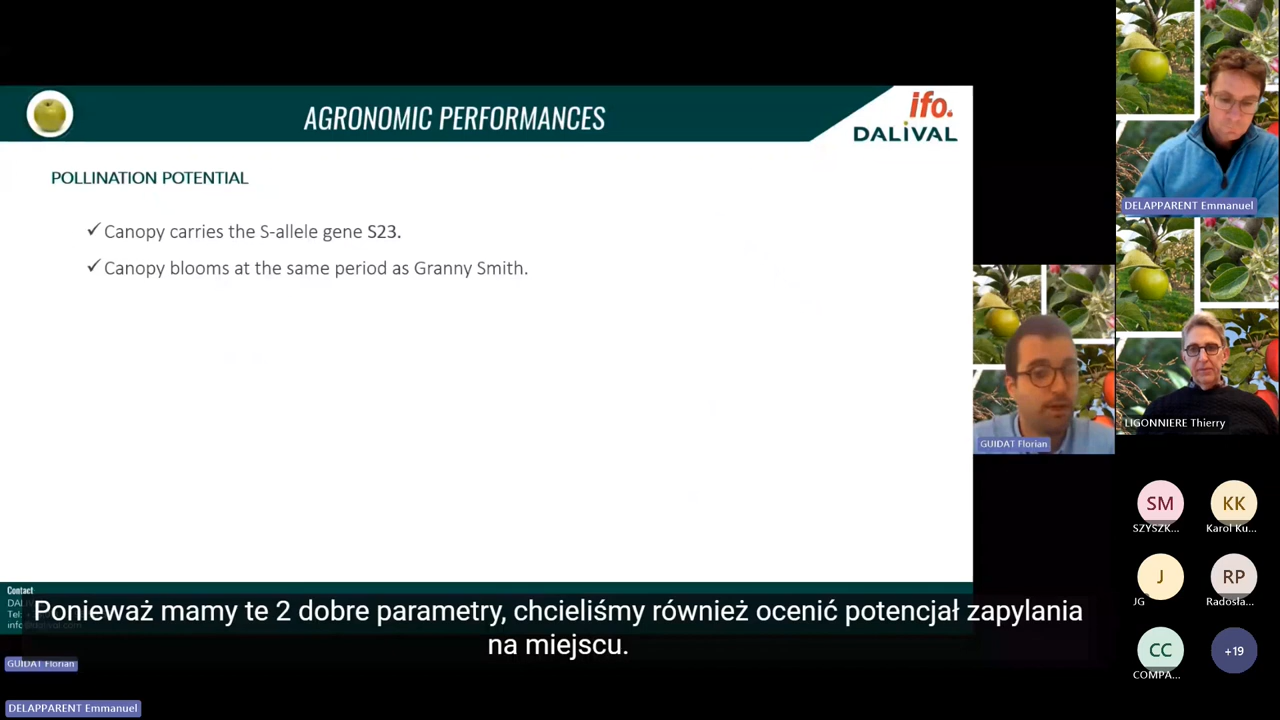 AGRONOMIC PERFORMANCES
ifo.
DALIVAL
POLLINATION POTENTIAL
✓ Canopy carries the S-allele gene S23.
✓ Canopy blooms at the same period as Granny Smith.
Contact
Ponieważ mamy te 2 dobre parametry, chcieliśmy również ocenić potencjał zapylania
na miejscu.
GUIDAT Florian
DELAPPARENT Emmanuel
DELAPPARENT Emmanuel
LIGONNIERE Thierry
GUIDAT Florian
SM
KK
SZYSZK...
Karol Ku...
J
RP
JG
Radosła...
CC
+19
COMPA...